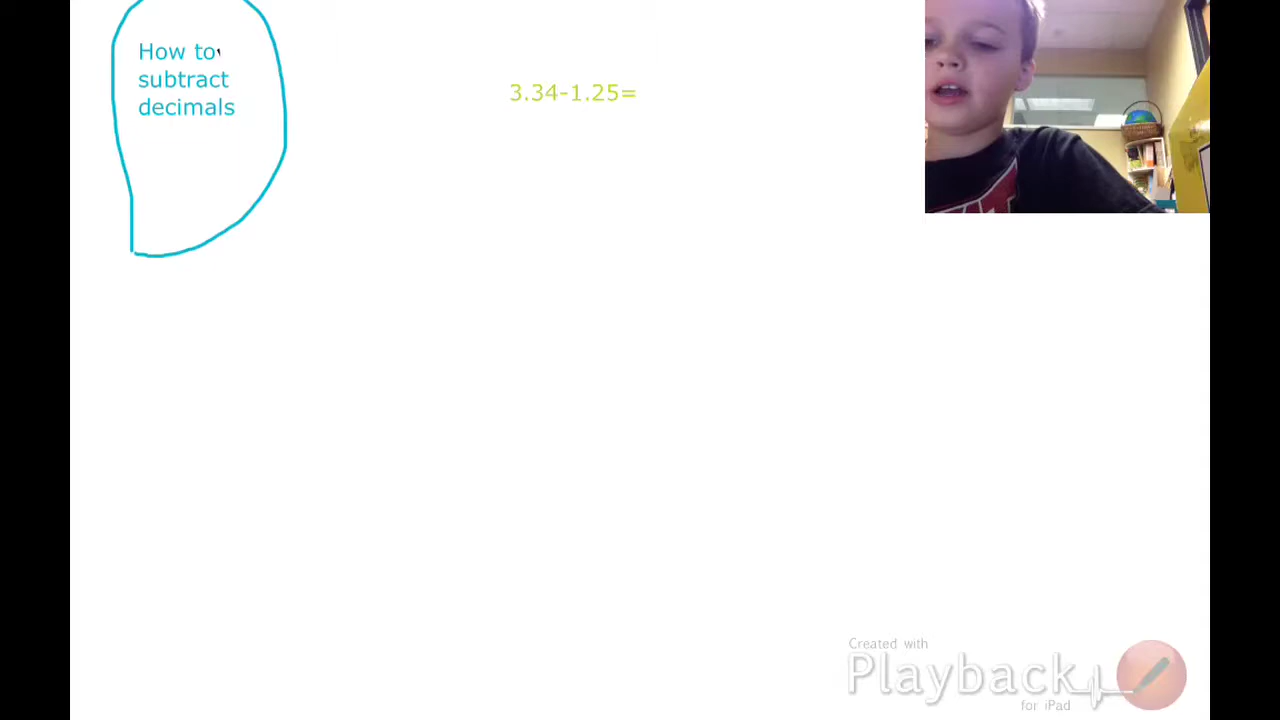 How to
subtract
decimals
3.34-1.25=
Created with
Playback
for iPad